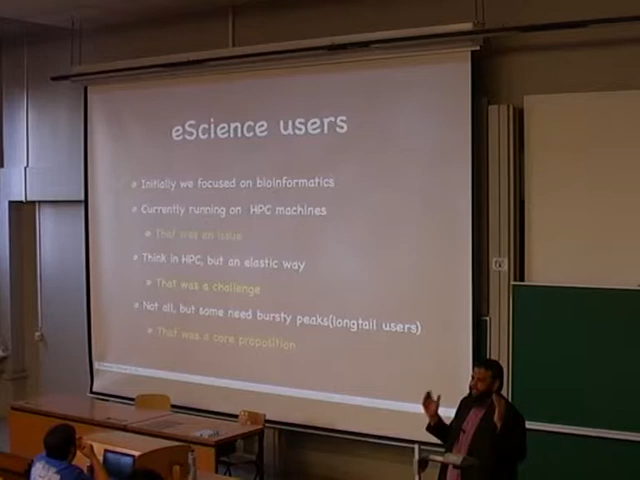 eScience users
Initially we focused on bioinformatics
Currently running on HPC machines
That was an issue
Think in HPC, but an elastic way
That was a challenge
Not all, but some need bursty peaks(longtail users)
That was a core proposition